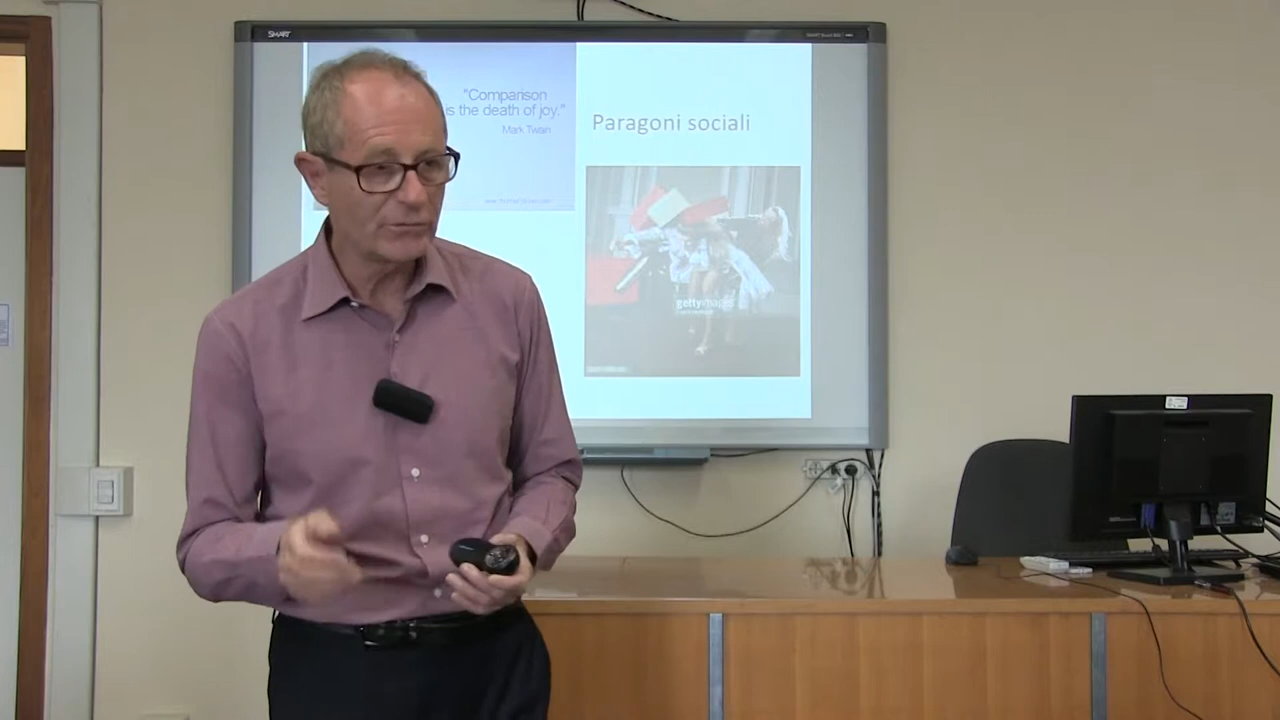 SMART
"Comparison
is the death of joy."
Mark Twain
Paragoni sociali
gettyimages